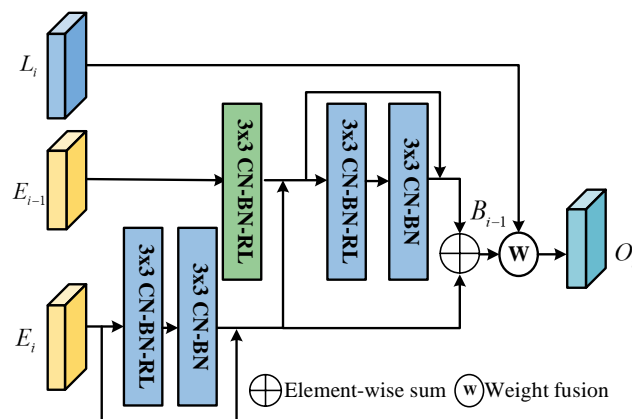 L_i
3x3 CN-BN-RL
3x3 CN-BN-RL
3x3 CN-BN
E_{i-1}
B_{i-1}
W
O
3x3 CN-BN-RL
3x3 CN-BN
E_i
Element-wise sum
W Weight fusion